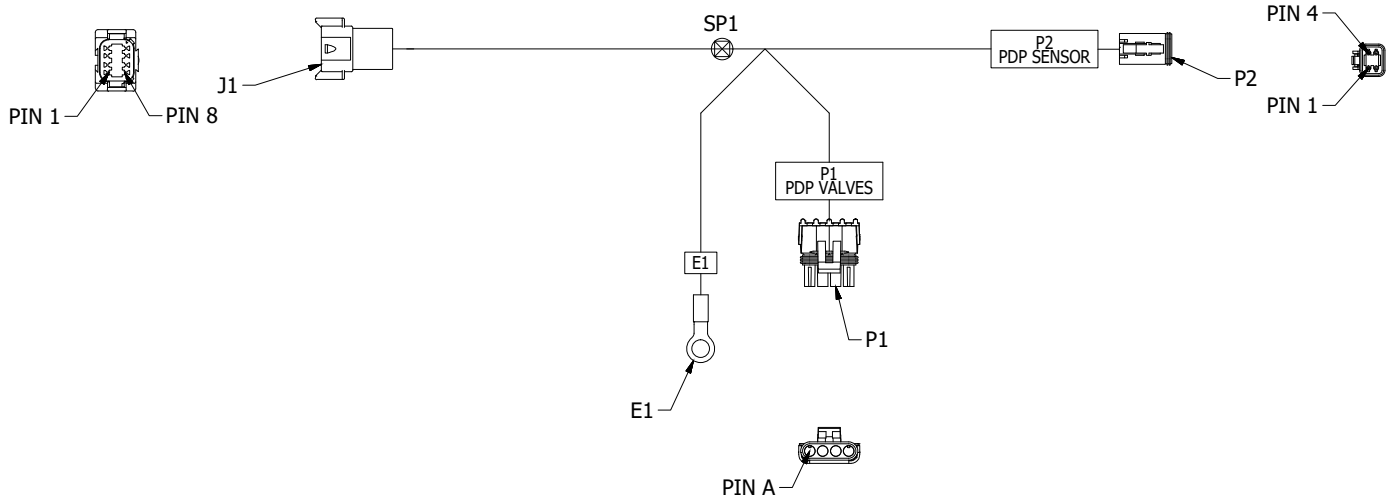 SP1
PIN 4
P2
PDP SENSOR
J1
P2
PIN 1
PIN 8
PIN 1
P1
PDP VALVES
E1
P1
E1
PIN A